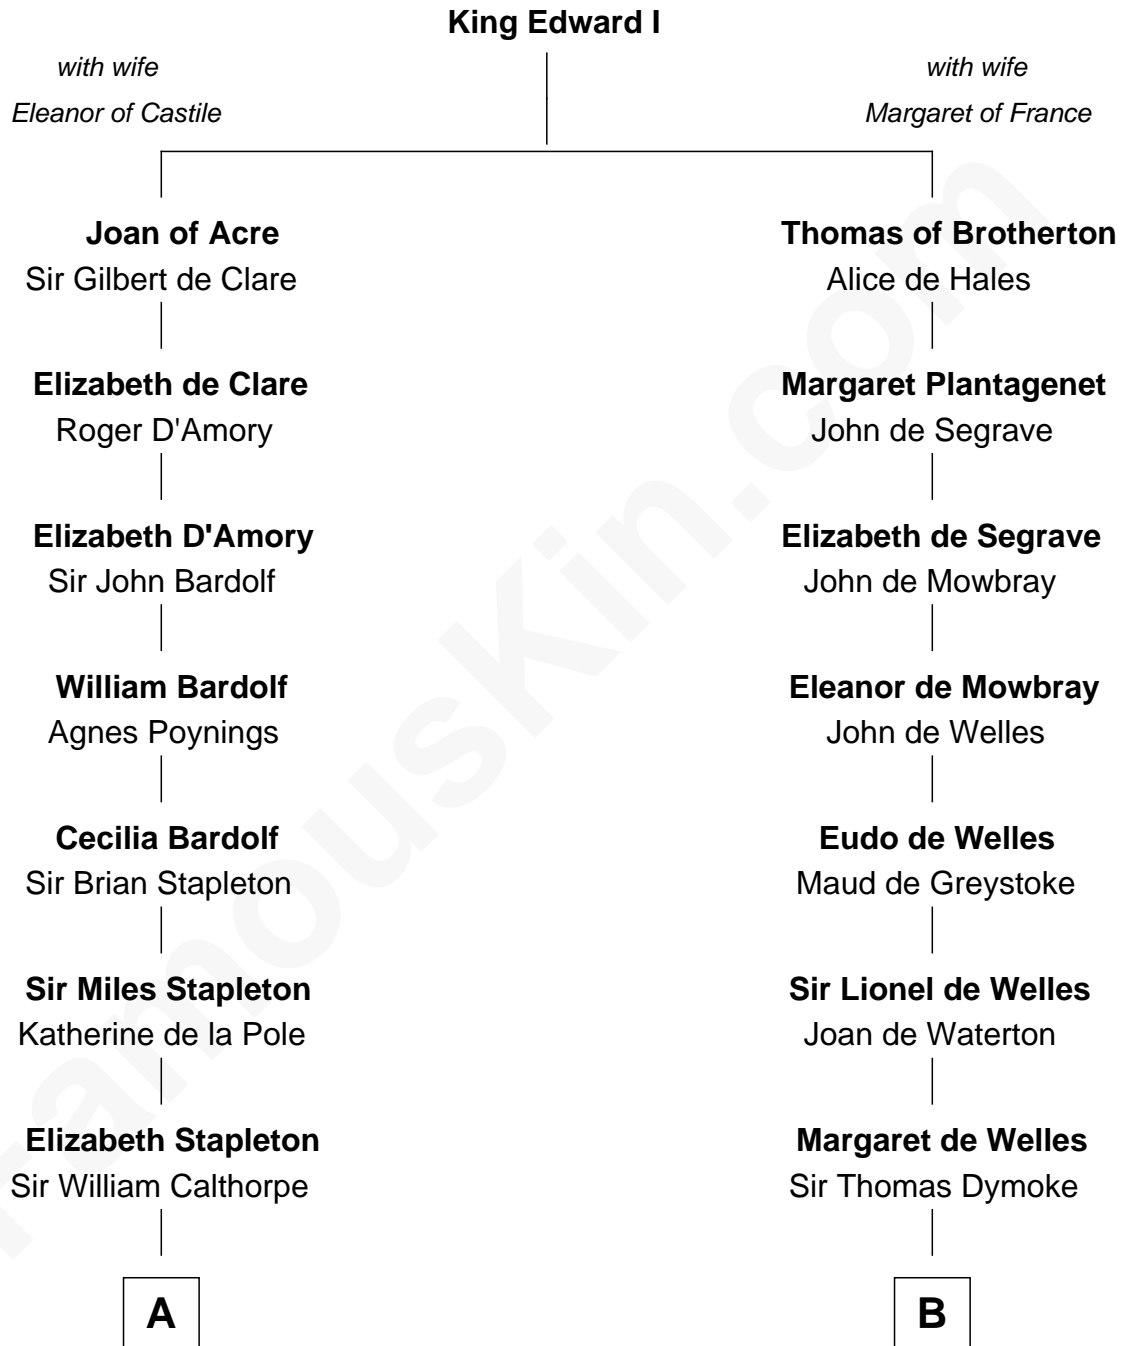 King Edward I
with wife
Eleanor of Castile
with wife
Margaret of France
Joan of Acre
Sir Gilbert de Clare
Thomas of Brotherton
Alice de Hales
Elizabeth de Clare
Roger D'Amory
Margaret Plantagenet
John de Segrave
Elizabeth D'Amory
Sir John Bardolf
Elizabeth de Segrave
John de Mowbray
William Bardolf
Agnes Poynings
Eleanor de Mowbray
John de Welles
Cecilia Bardolf
Sir Brian Stapleton
Eudo de Welles
Maud de Greystoke
Sir Miles Stapleton
Katherine de la Pole
Sir Lionel de Welles
Joan de Waterton
Elizabeth Stapleton
Sir William Calthorpe
Margaret de Welles
Sir Thomas Dymoke
A
B
FamousKin.com